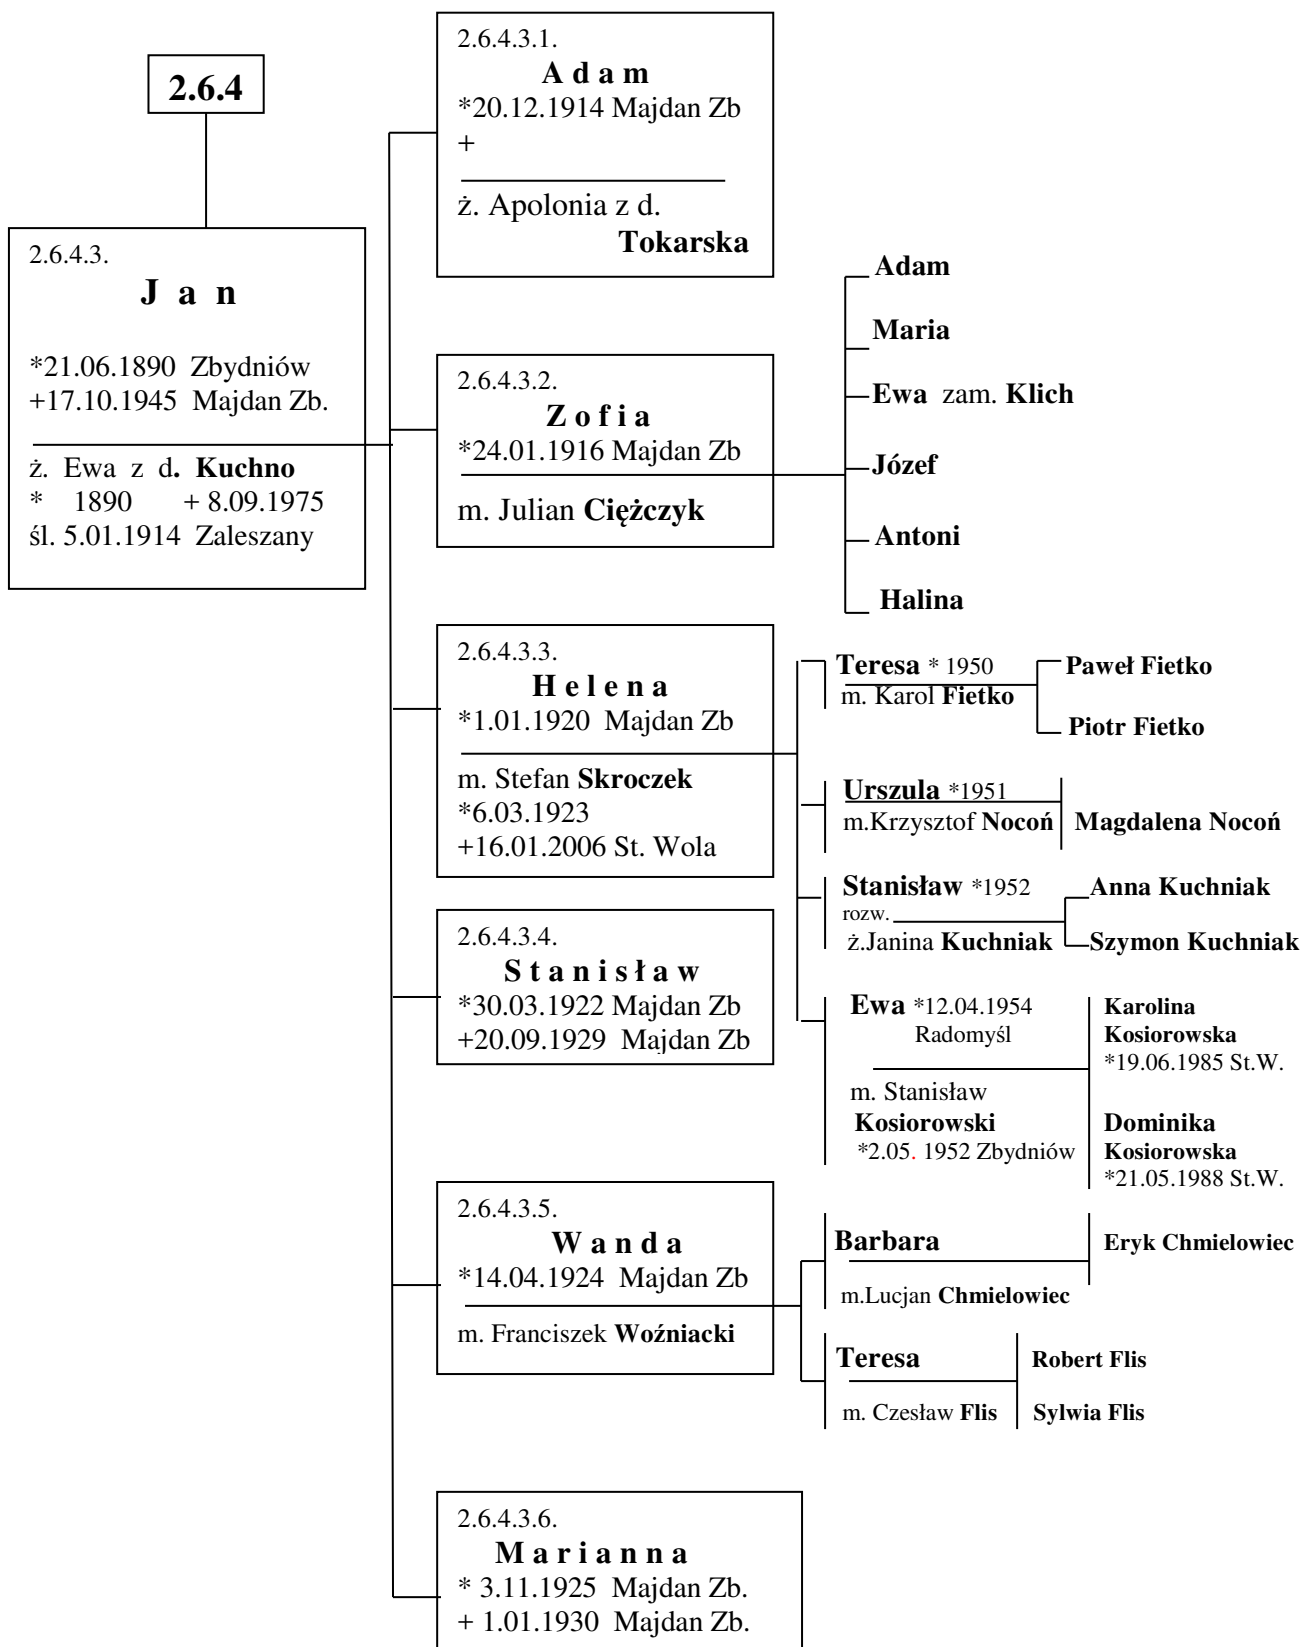 2.6.4
2.6.4.3.
J a n
*21.06.1890 Zbydniów
+17.10.1945 Majdan Zb.
ż. Ewa z d. Kuchno
* 1890 + 8.09.1975
śl. 5.01.1914 Zaleszany
2.6.4.3.1.
A d a m
*20.12.1914 Majdan Zb
+
ż. Apolonia z d.
Tokarska
2.6.4.3.2.
Z o f i a
*24.01.1916 Majdan Zb
m. Julian Ciężczyk
Adam
Maria
Ewa zam. Klich
Józef
Antoni
Halina
2.6.4.3.3.
H e l e n a
*1.01.1920 Majdan Zb
m. Stefan Skroczek
*6.03.1923
+16.01.2006 St. Wola
Teresa * 1950
m. Karol Fietko
Paweł Fietko
Piotr Fietko
Urszula *1951
m.Krzysztof Nocoń
Magdalena Nocoń
Stanisław *1952
rozw.
ż.Janina Kuchniak
Anna Kuchniak
Szymon Kuchniak
Ewa *12.04.1954
Radomyśl
m. Stanisław
Kosiorowski
*2.05. 1952 Zbydniów
Karolina
Kosiorowska
*19.06.1985 St.W.
Dominika
Kosiorowska
*21.05.1988 St.W.
2.6.4.3.4.
S t a n i s ł a w
*30.03.1922 Majdan Zb
+20.09.1929 Majdan Zb
2.6.4.3.5.
W a n d a
*14.04.1924 Majdan Zb
m. Franciszek Woźniacki
Barbara
m.Lucjan Chmielowiec
Eryk Chmielowiec
Teresa
m. Czesław Flis
Robert Flis
Sylwia Flis
2.6.4.3.6.
M a r i a n n a
* 3.11.1925 Majdan Zb.
+ 1.01.1930 Majdan Zb.